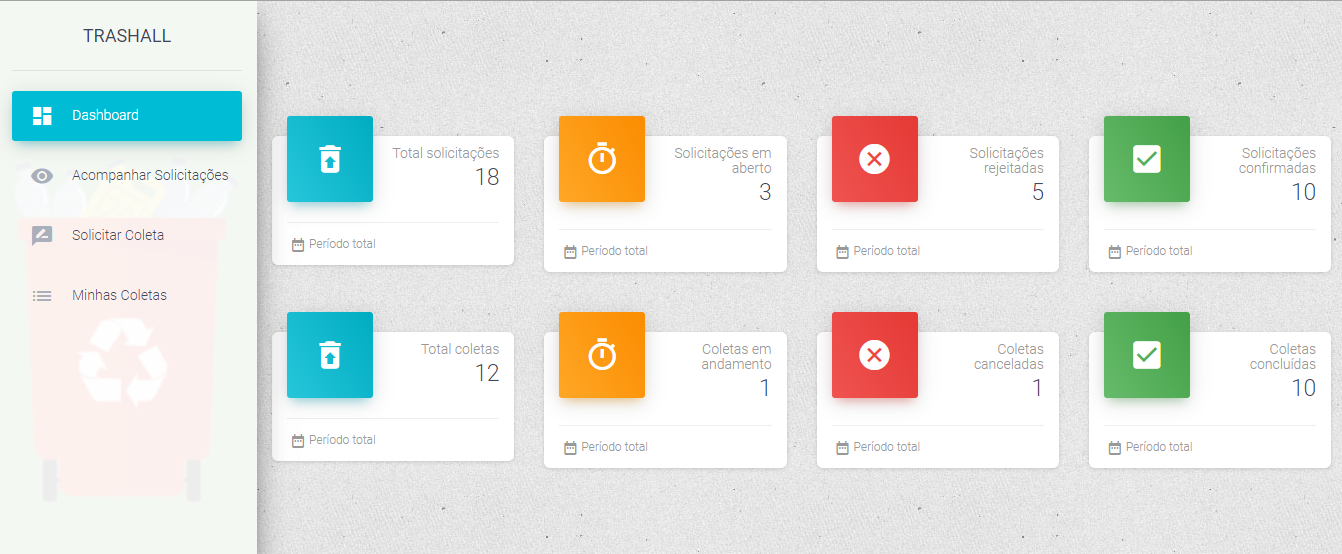 TRASHALL
Dashboard
Acompanhar Solicitações
Solicitar Coleta
Minhas Coletas
Total solicitações
18
Período total
Solicitações em
aberto
3
Período total
Solicitações
rejeitadas
5
Período total
Solicitações
confirmadas
10
Período total
Total coletas
12
Período total
Coletas em
andamento
1
Período total
Coletas
canceladas
1
Período total
Coletas
concluídas
10
Período total